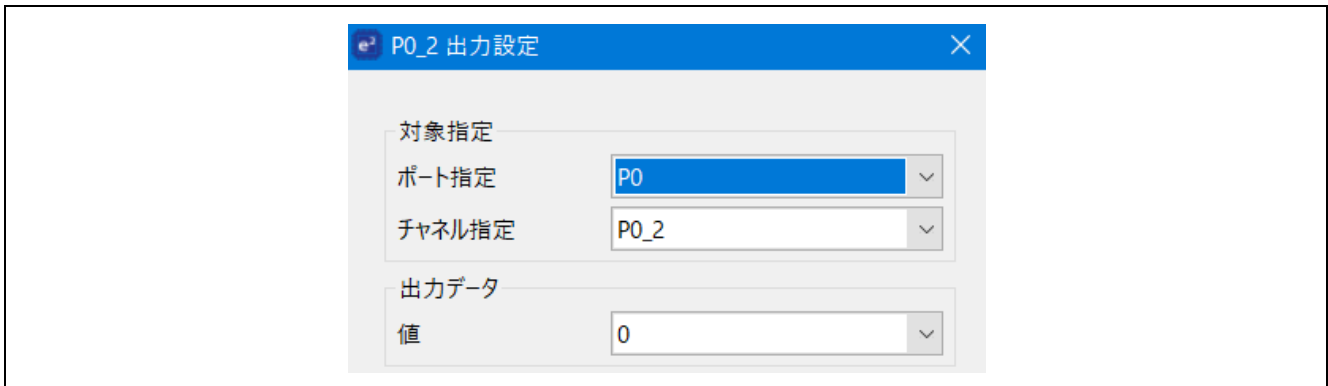 e² P0_2 出力設定
対象指定
ポート指定 P0
チャネル指定 P0_2
出力データ
値 0